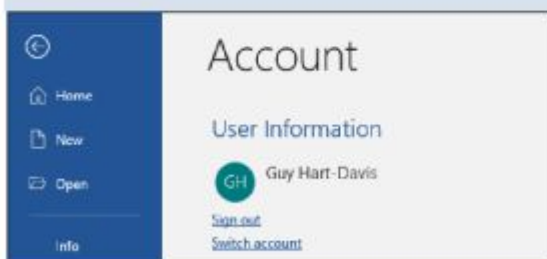 Account
Home
New
Open
Info
User Information
GH
Guy Hart-Davis
Sign out
Switch account